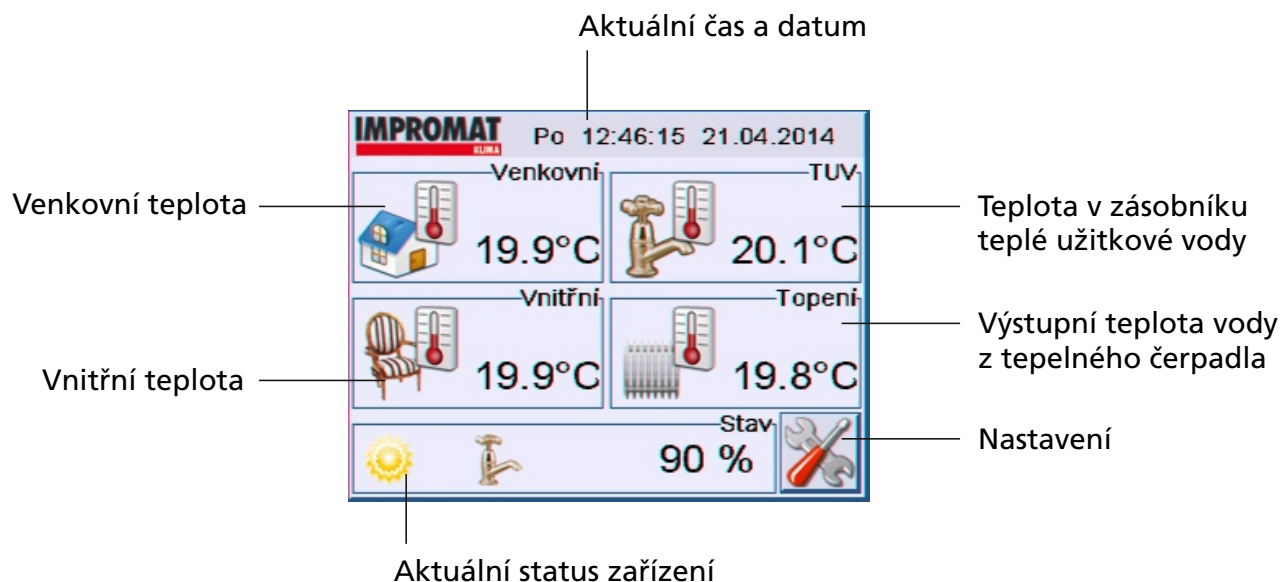 Aktuální čas a datum
IMPROMAT
KLIMA
Po 12:46:15 21.04.2014
Venkovní
TUV
Venkovní teplota
19.9°C
20.1°C
Teplota v zásobníku
teplé užitkové vody
Vnitřní
Topení
Výstupní teplota vody
z tepelného čerpadla
Vnitřní teplota
19.9°C
19.8°C
Stav
90 %
Nastavení
Aktuální status zařízení